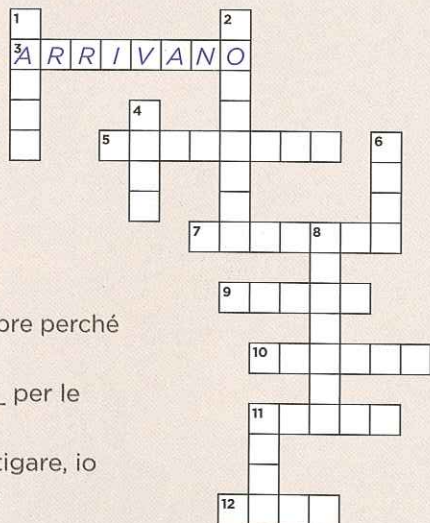 1
2
3 ARRIVANO
4
5
6
7
8
9
ore perché
10
_ per le
11
tigare, io
12